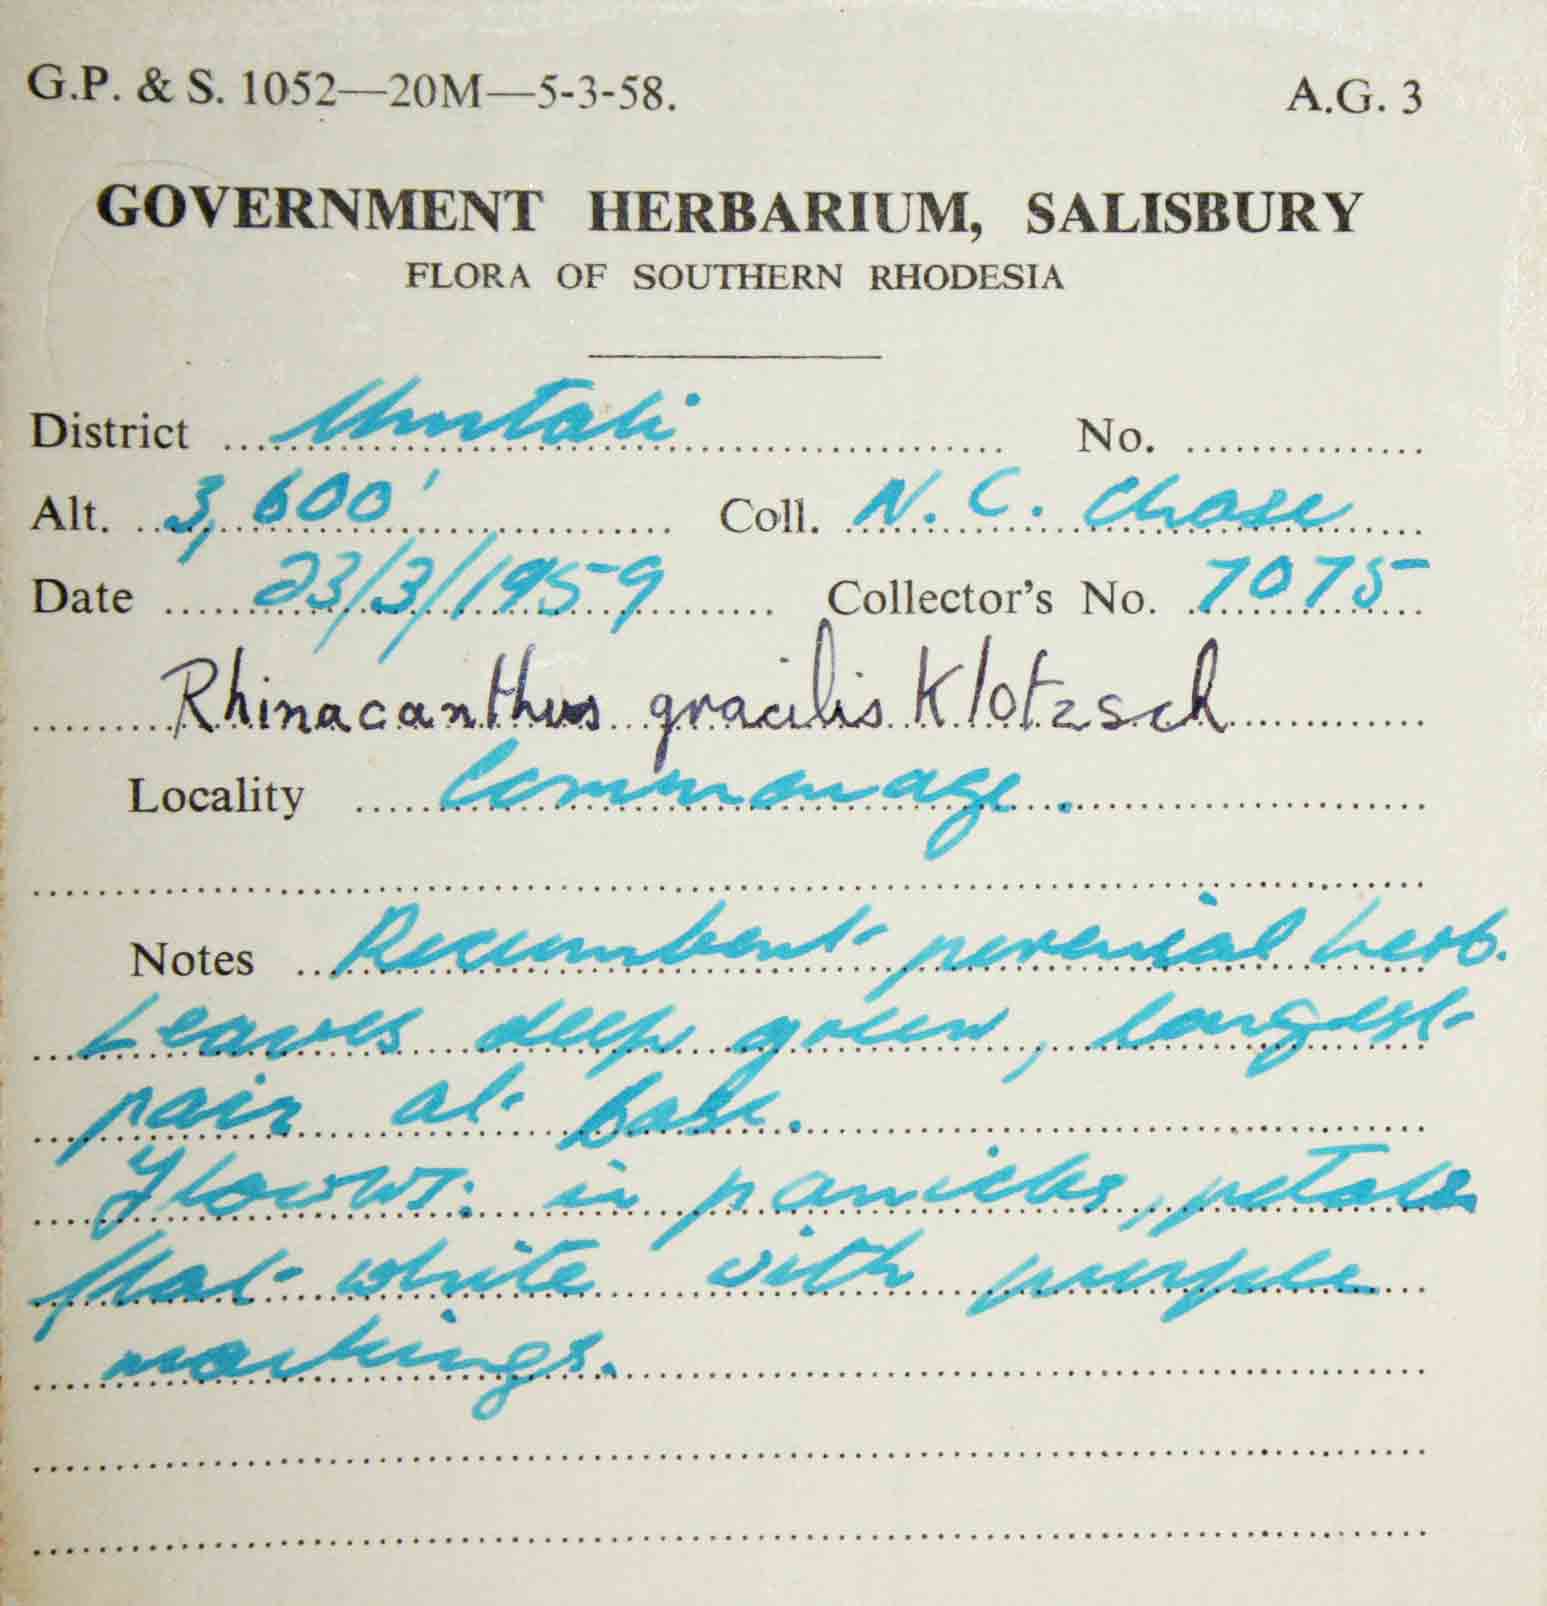 G.P. & S. 1052—20M—5-3-58. A.G. 3
GOVERNMENT HERBARIUM, SALISBURY
FLORA OF SOUTHERN RHODESIA
District Umtali No.
Alt. 3,600' Coll. N. C. Chase
Date 23/3/1959 Collector's No. 7075
Rhinacanthus gracilis Klotzsch
Locality Commonage.
Notes Recumbent perenial herb.
Leaves deep green, longest
pair at base.
Flowers: in panicles, petals
flat white with purple
markings.